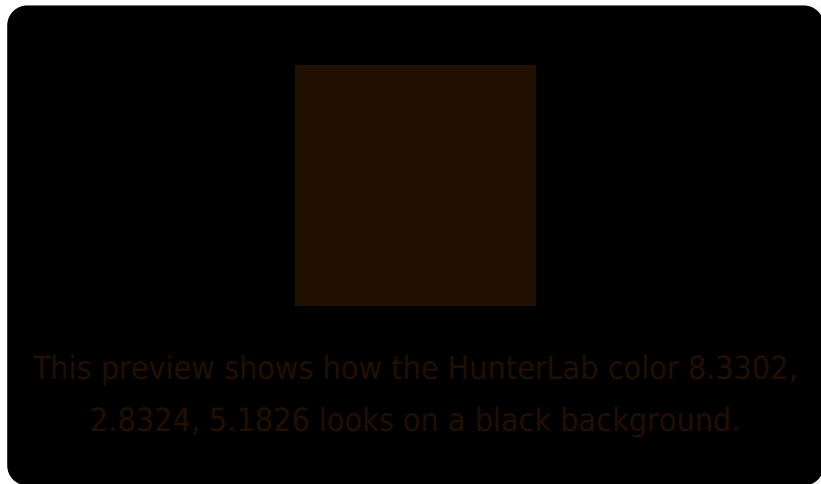 This preview shows how the HunterLab color 8.3302,
2.8324, 5.1826 looks on a black background.